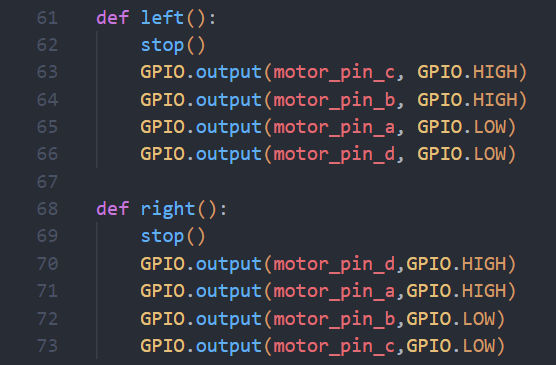 61 def left():
62     stop()
63     GPIO.output(motor_pin_c, GPIO.HIGH)
64     GPIO.output(motor_pin_b, GPIO.HIGH)
65     GPIO.output(motor_pin_a, GPIO.LOW)
66     GPIO.output(motor_pin_d, GPIO.LOW)
67
68 def right():
69     stop()
70     GPIO.output(motor_pin_d,GPIO.HIGH)
71     GPIO.output(motor_pin_a,GPIO.HIGH)
72     GPIO.output(motor_pin_b,GPIO.LOW)
73     GPIO.output(motor_pin_c,GPIO.LOW)